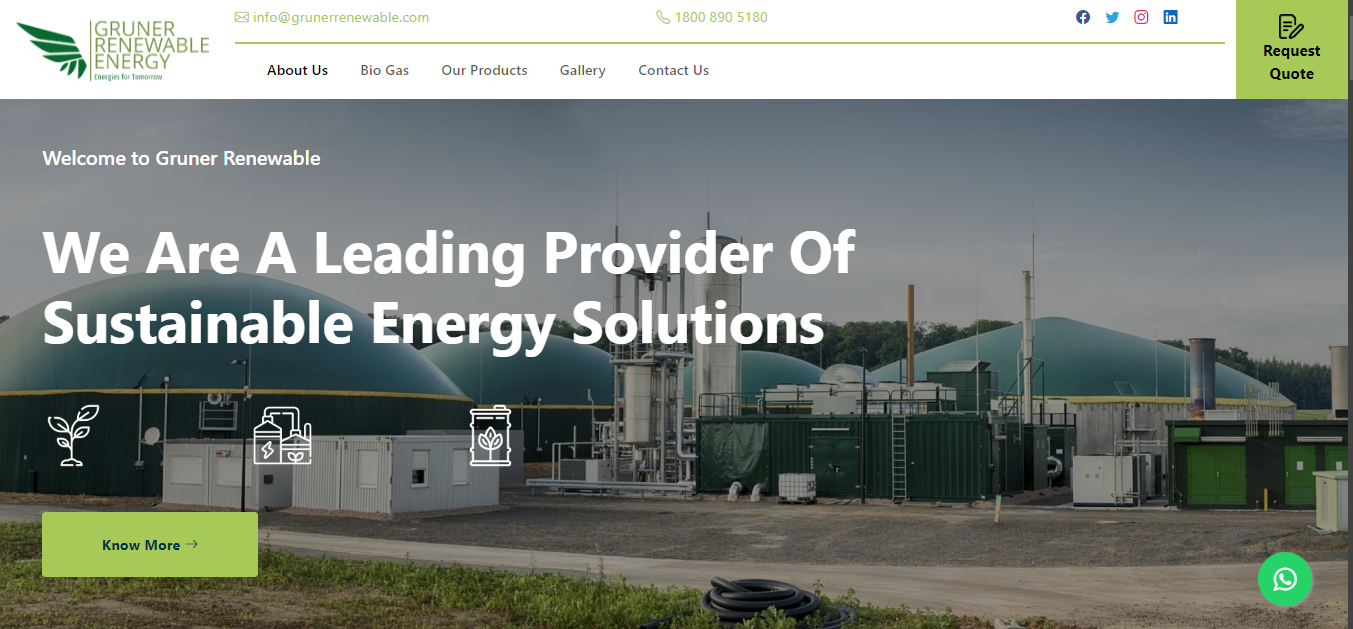 GRUNER
RENEWABLE
ENERGY
Energies for Tomorrow
info@grunerrenewable.com
1800 890 5180
Request
Quote
About Us
Bio Gas
Our Products
Gallery
Contact Us
Welcome to Gruner Renewable
We Are A Leading Provider Of
Sustainable Energy Solutions
Know More →